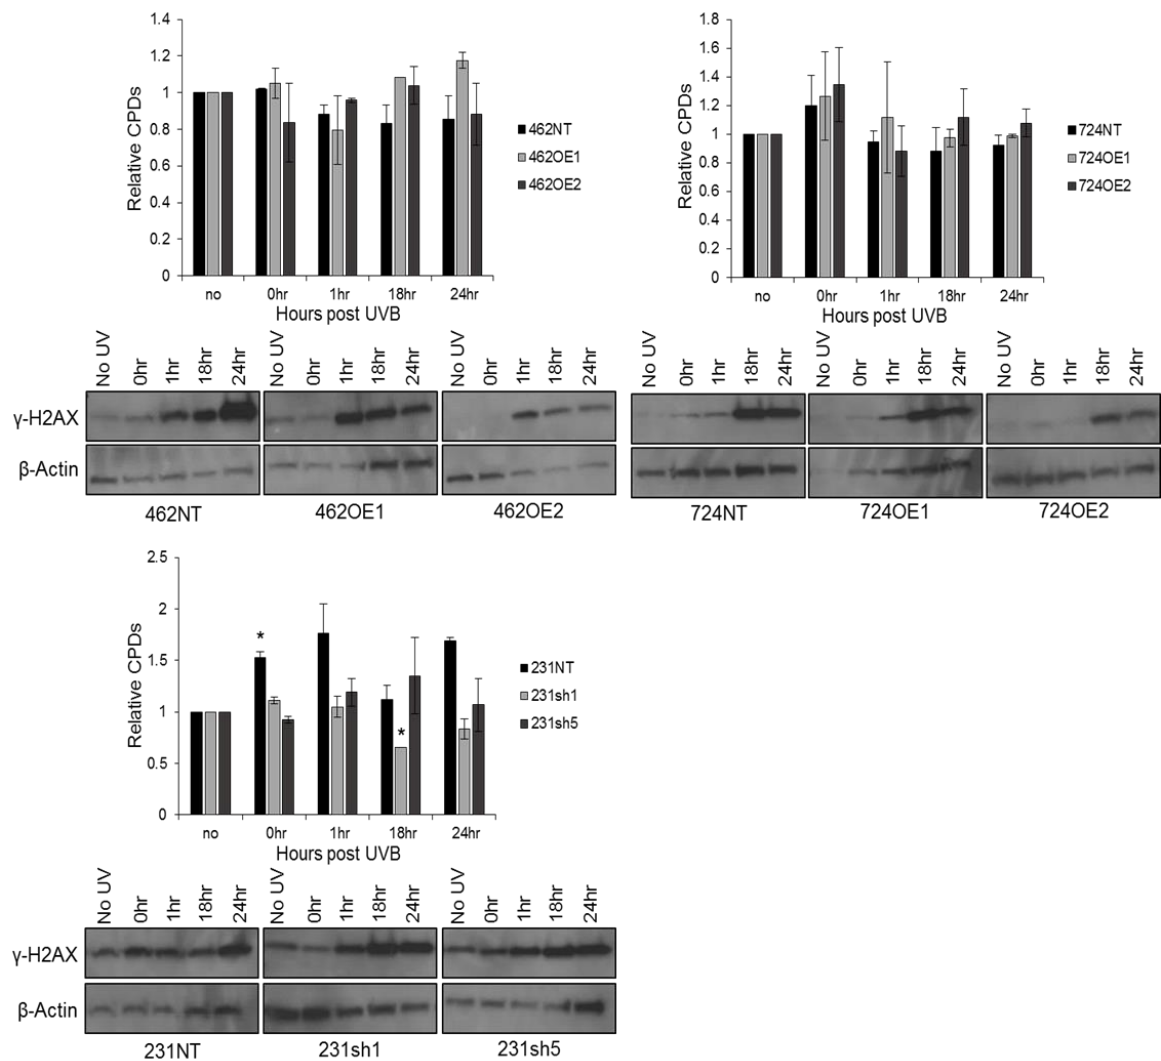 1.4
1.2
1
0.8
0.6
0.4
0.2
0
Relative CPDs
no 0hr 1hr 18hr 24hr
Hours post UVB
462NT
462OE1
462OE2
1.8
1.6
1.4
1.2
1
0.8
0.6
0.4
0.2
0
Relative CPDs
no 0hr 1hr 18hr 24hr
Hours post UVB
724NT
724OE1
724OE2
No UV 0hr 1hr 18hr 24hr No UV 0hr 1hr 18hr 24hr No UV 0hr 1hr 18hr 24hr
γ-H2AX
β-Actin
462NT 462OE1 462OE2
No UV 0hr 1hr 18hr 24hr No UV 0hr 1hr 18hr 24hr No UV 0hr 1hr 18hr 24hr
724NT 724OE1 724OE2
2.5
2
1.5
1
0.5
0
Relative CPDs
*
*
no 0hr 1hr 18hr 24hr
Hours post UVB
231NT
231sh1
231sh5
No UV 0hr 1hr 18hr 24hr No UV 0hr 1hr 18hr 24hr No UV 0hr 1hr 18hr 24hr
γ-H2AX
β-Actin
231NT 231sh1 231sh5